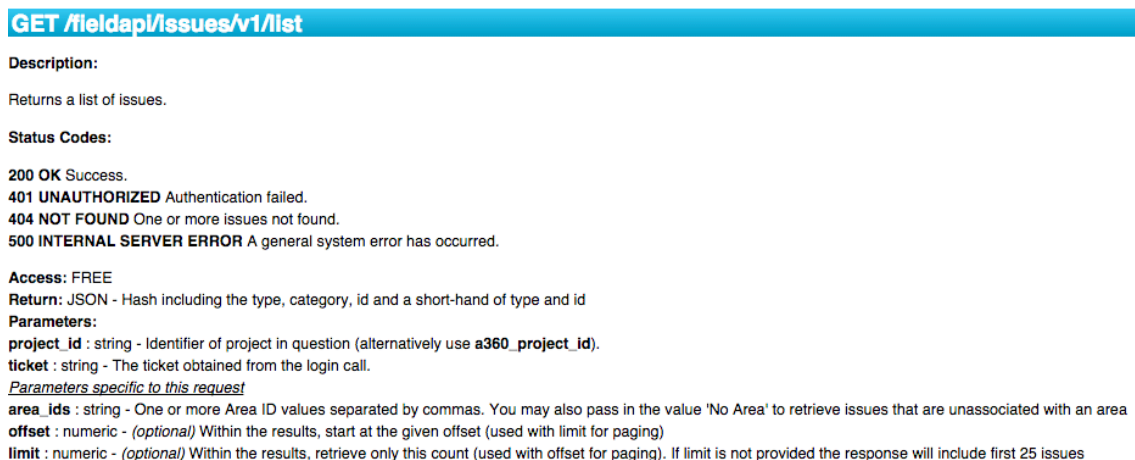 GET /fieldapi/issues/v1/list
Description:
Returns a list of issues.
Status Codes:
200 OK Success.
401 UNAUTHORIZED Authentication failed.
404 NOT FOUND One or more issues not found.
500 INTERNAL SERVER ERROR A general system error has occurred.
Access: FREE
Return: JSON - Hash including the type, category, id and a short-hand of type and id
Parameters:
project_id : string - Identifier of project in question (alternatively use a360_project_id).
ticket : string - The ticket obtained from the login call.
Parameters specific to this request
area_ids : string - One or more Area ID values separated by commas. You may also pass in the value 'No Area' to retrieve issues that are unassociated with an area
offset : numeric - (optional) Within the results, start at the given offset (used with limit for paging)
limit : numeric - (optional) Within the results, retrieve only this count (used with offset for paging). If limit is not provided the response will include first 25 issues